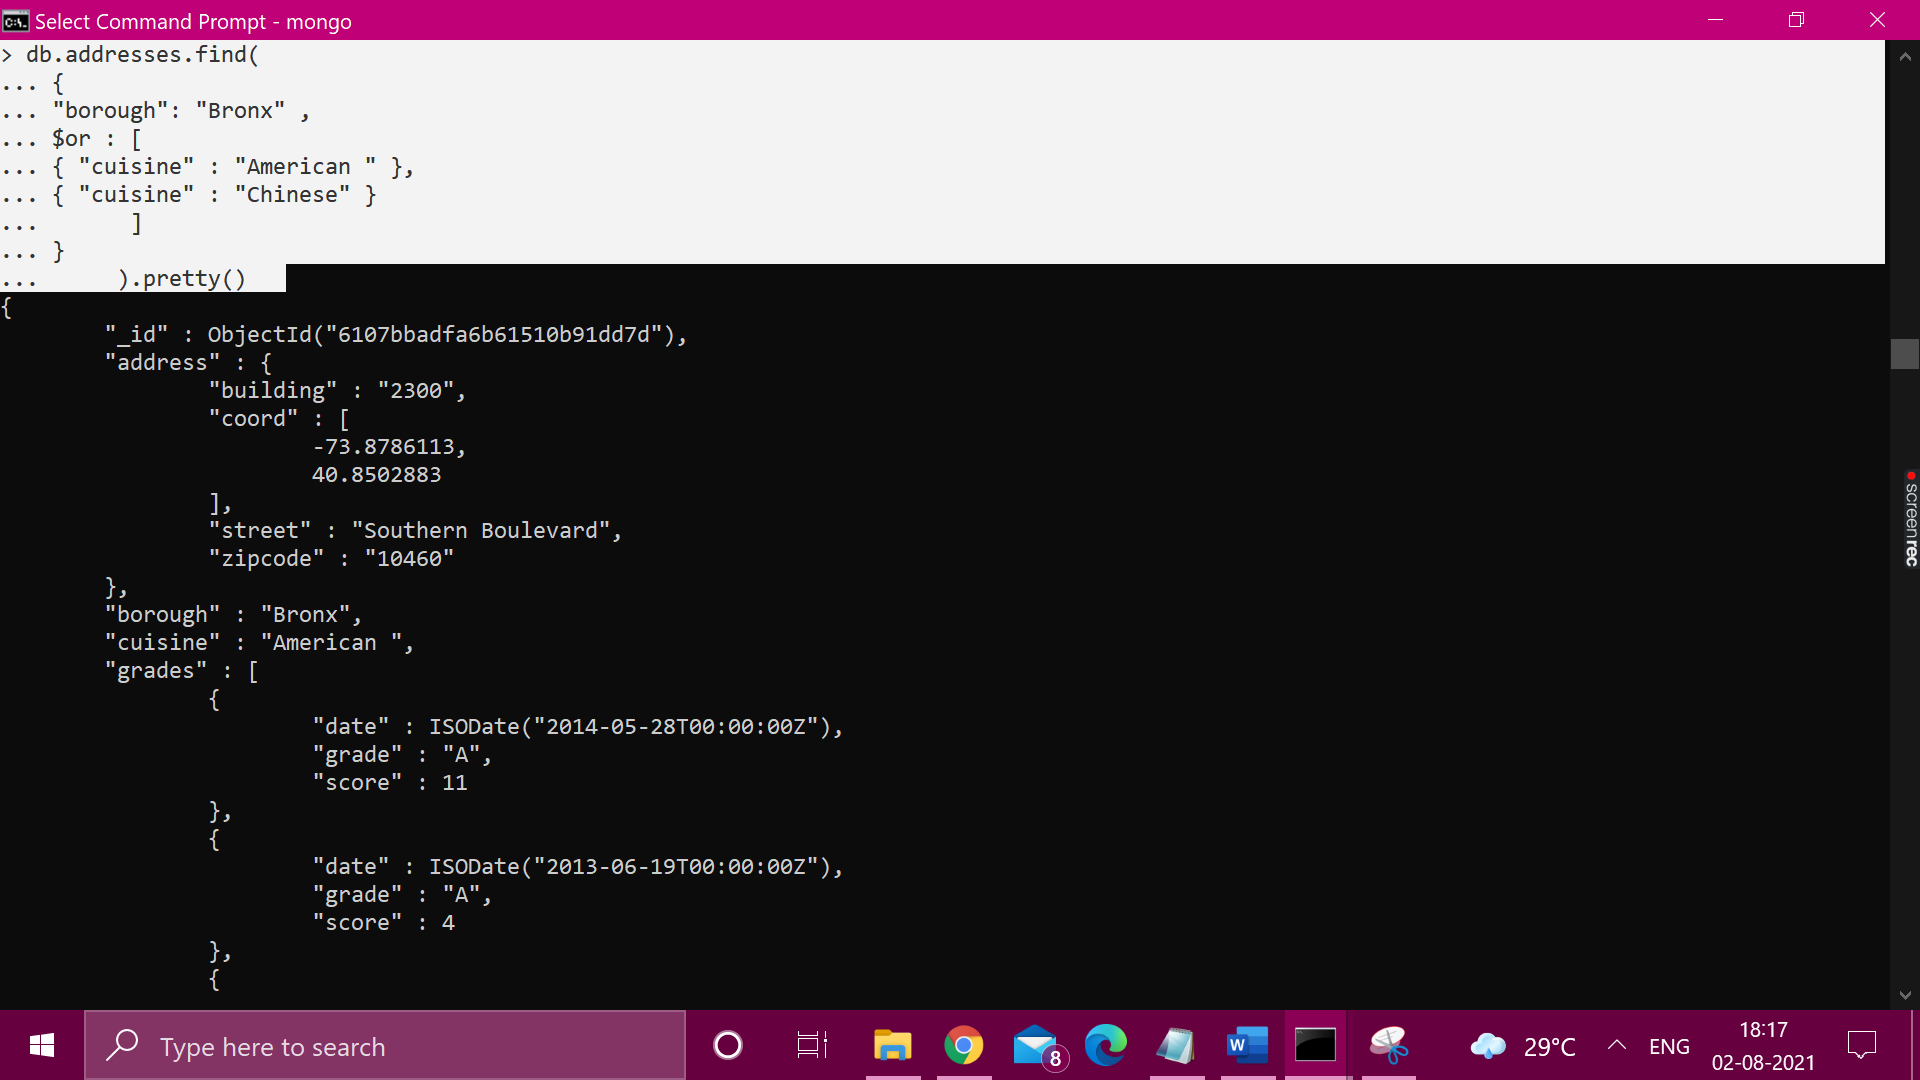 Select Command Prompt - mongo
> db.addresses.find(
... {
... "borough": "Bronx" ,
... $or : [
... { "cuisine" : "American " },
... { "cuisine" : "Chinese" }
...       ]
... }
...      ).pretty()
{
        "_id" : ObjectId("6107bbadfa6b61510b91dd7d"),
        "address" : {
                "building" : "2300",
                "coord" : [
                        -73.8786113,
                        40.8502883
                ],
                "street" : "Southern Boulevard",
                "zipcode" : "10460"
        },
        "borough" : "Bronx",
        "cuisine" : "American ",
        "grades" : [
                {
                        "date" : ISODate("2014-05-28T00:00:00Z"),
                        "grade" : "A",
                        "score" : 11
                },
                {
                        "date" : ISODate("2013-06-19T00:00:00Z"),
                        "grade" : "A",
                        "score" : 4
                },
                {
screenrec
Type here to search
8
W
29°C
ENG
18:17
02-08-2021